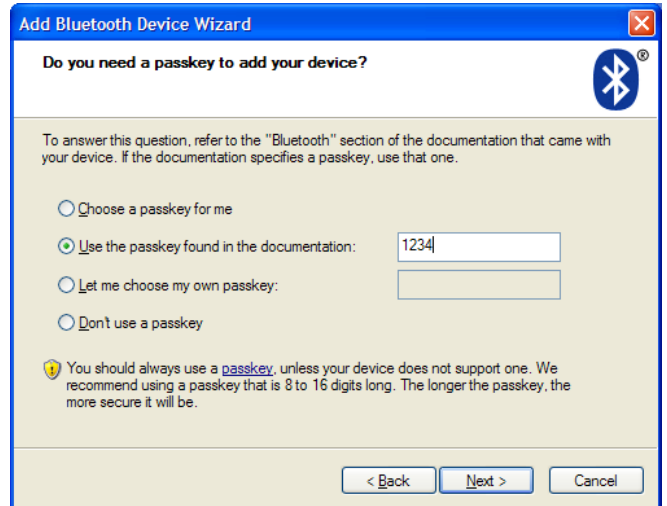 Add Bluetooth Device Wizard
Do you need a passkey to add your device?
®
To answer this question, refer to the "Bluetooth" section of the documentation that came with
your device. If the documentation specifies a passkey, use that one.
Choose a passkey for me
Use the passkey found in the documentation: 1234
Let me choose my own passkey:
Don't use a passkey
You should always use a passkey, unless your device does not support one. We
recommend using a passkey that is 8 to 16 digits long. The longer the passkey, the
more secure it will be.
< Back Next > Cancel